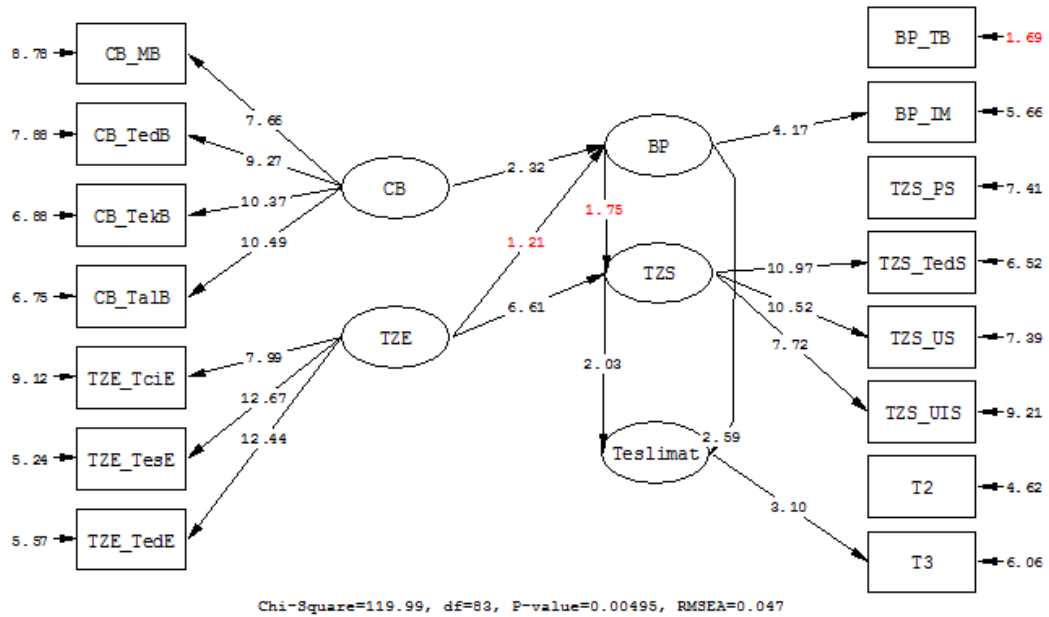 8.78 CB_MB
7.88 CB_TedB
6.88 CB_TekB
6.75 CB_TalB
9.12 TZE_TciE
5.24 TZE_TesE
5.57 TZE_TedE
7.66
9.27
10.37
10.49
7.99
12.67
12.44
CB
TZE
2.32
1.21
6.61
BP
1.75
TZS
2.03
Teslimat
2.59
4.17
10.97
10.52
7.72
3.10
BP_TB 1.69
BP_IM 5.66
TZS_PS 7.41
TZS_TedS 6.52
TZS_US 7.39
TZS_UIS 9.21
T2 4.62
T3 6.06
Chi-Square=119.99, df=83, P-value=0.00495, RMSEA=0.047